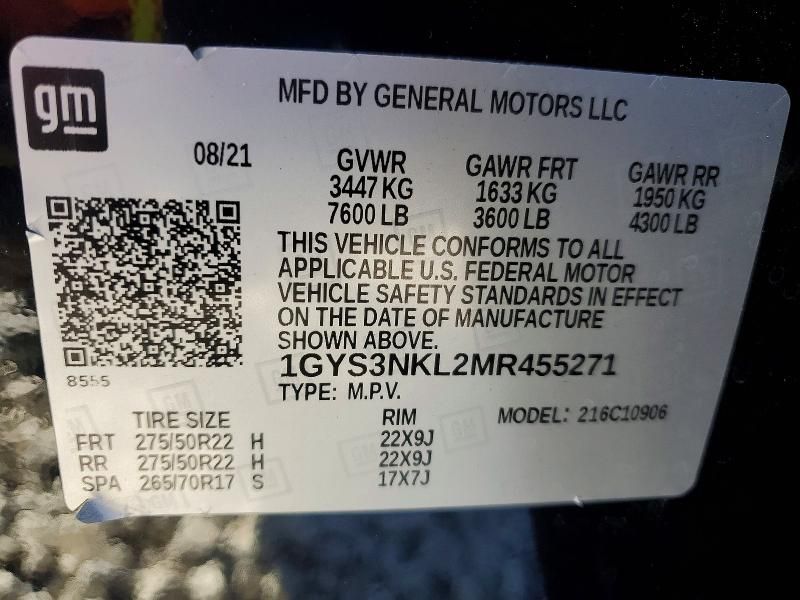 gm
MFD BY GENERAL MOTORS LLC
08/21 GVWR GAWR FRT GAWR RR
3447 KG 1633 KG 1950 KG
7600 LB 3600 LB 4300 LB
THIS VEHICLE CONFORMS TO ALL
APPLICABLE U.S. FEDERAL MOTOR
VEHICLE SAFETY STANDARDS IN EFFECT
ON THE DATE OF MANUFACTURE
SHOWN ABOVE.
1GYS3NKL2MR455271
8555
TYPE: M.P.V.
TIRE SIZE RIM MODEL: 216C10906
FRT 275/50R22 H 22X9J
RR 275/50R22 H 22X9J
SPA 265/70R17 S 17X7J